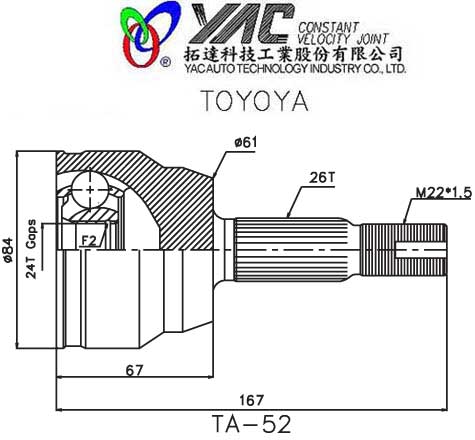 YAC CONSTANT
VELOCITY JOINT
拓達科技工業股份有限公司
YAC AUTO TECHNOLOGY INDUSTRY CO., LTD.
TOYOYA
ø61
26T
M22*1.5
ø84
24T Gaps
F2
67
167
TA-52